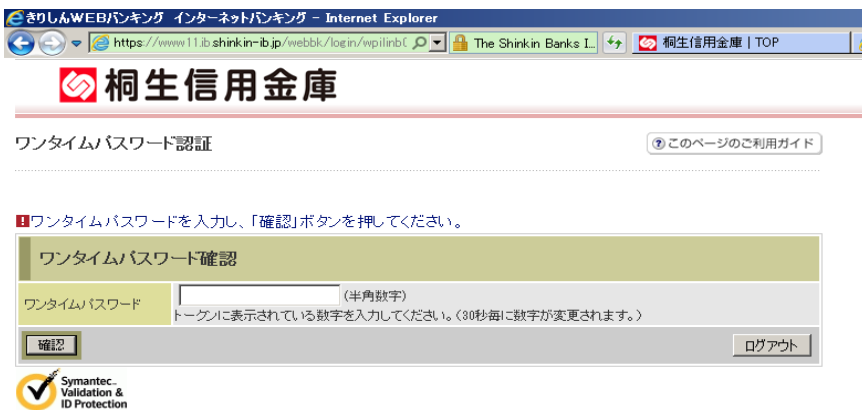 きりしんWEBバンキング インターネットバンキング - Internet Explorer
https://www11.ib.shinkin-ib.jp/webbk/login/wpilinb( The Shinkin Banks I... 桐生信用金庫 | TOP
桐生信用金庫
ワンタイムパスワード認証
? このページのご利用ガイド
!!ワンタイムパスワードを入力し、「確認」ボタンを押してください。
ワンタイムパスワード確認
ワンタイムパスワード (半角数字)
トークンに表示されている数字を入力してください。(30秒毎に数字が変更されます。)
確認 ログアウト
Symantec™
Validation &
ID Protection